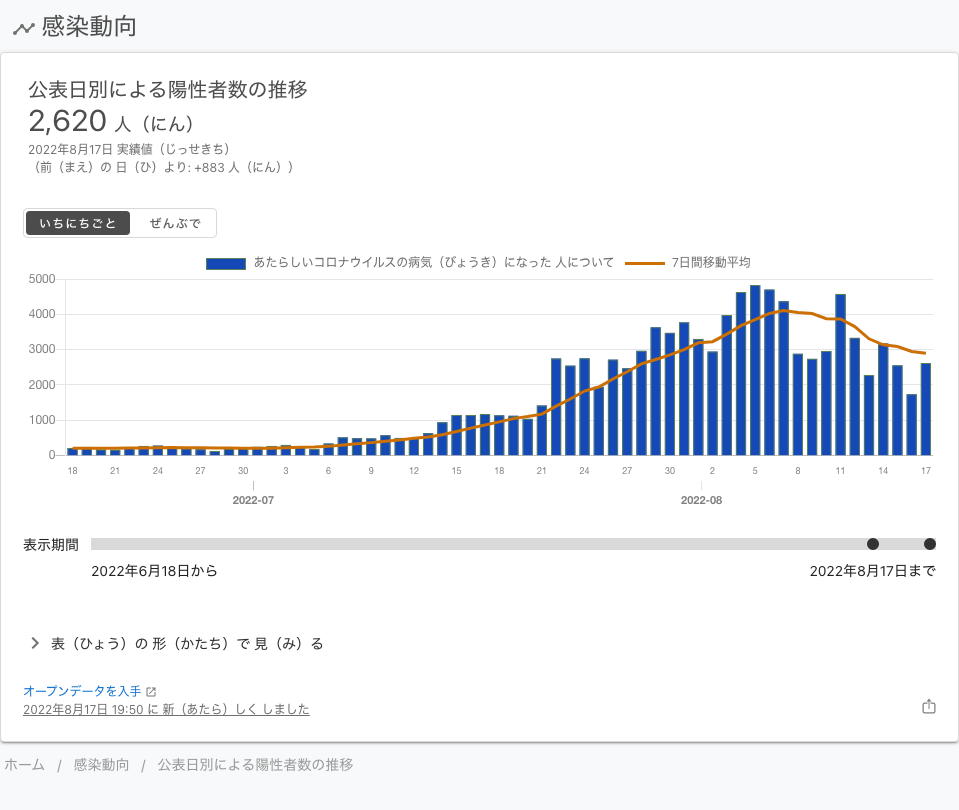 感染動向
公表日別による陽性者数の推移
2,620 人（にん）
2022年8月17日 実績値（じっせきち）
（前（まえ）の 日（ひ）より: +883 人（にん））
いちにちごと ぜんぶで
あたらしいコロナウイルスの病気（びょうき）になった 人について 7日間移動平均
5000
4000
3000
2000
1000
0
18 21 24 27 30 3 6 9 12 15 18 21 24 27 30 2 5 8 11 14 17
2022-07 2022-08
表示期間
2022年6月18日から 2022年8月17日まで
表（ひょう）の 形（かたち）で 見（み）る
オープンデータを入手
2022年8月17日 19:50 に 新（あたら）しく しました
ホーム / 感染動向 / 公表日別による陽性者数の推移